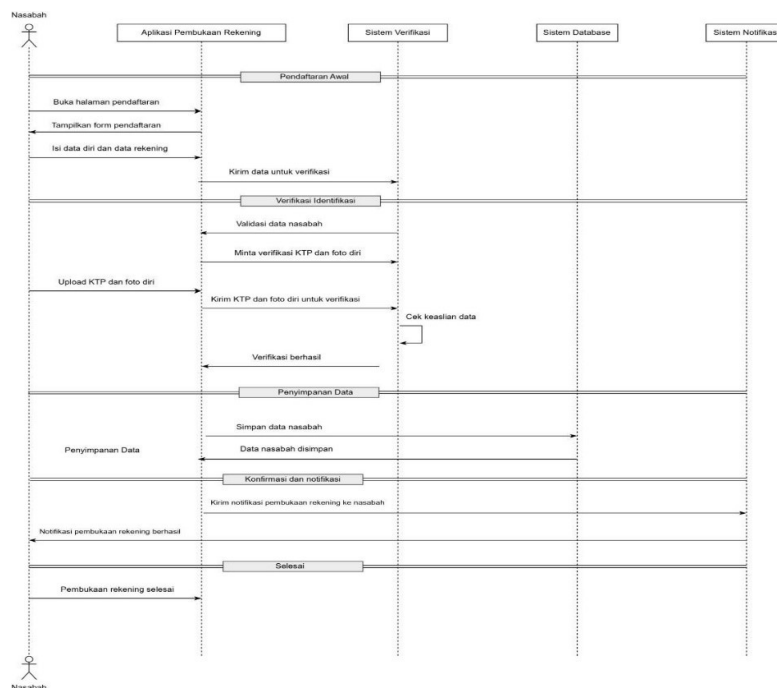 Nasabah
Aplikasi Pembukaan Rekening
Sistem Verifikasi
Sistem Database
Sistem Notifikasi
Pendaftaran Awal
Buka halaman pendaftaran
Tampilkan form pendaftaran
Isi data diri dan data rekening
Kirim data untuk verifikasi
Verifikasi Identifikasi
Validasi data nasabah
Minta verifikasi KTP dan foto diri
Upload KTP dan foto diri
Kirim KTP dan foto diri untuk verifikasi
Cek keaslian data
Verifikasi berhasil
Penyimpanan Data
Simpan data nasabah
Penyimpanan Data
Data nasabah disimpan
Konfirmasi dan notifikasi
Kirim notifikasi pembukaan rekening ke nasabah
Notifikasi pembukaan rekening berhasil
Selesai
Pembukaan rekening selesai
Nasabah